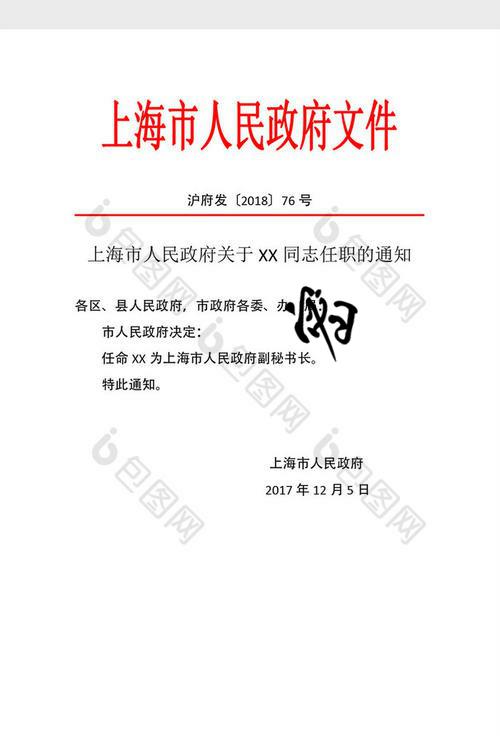 上海市人民政府文件
沪府发〔2018〕76 号
上海市人民政府关于 XX 同志任职的通知
各区、县人民政府，市政府各委、办、局：
市人民政府决定：
任命 XX 为上海市人民政府副秘书长。
特此通知。
上海市人民政府
2017 年 12 月 5 日
包图网
包图网
包图网
包图网